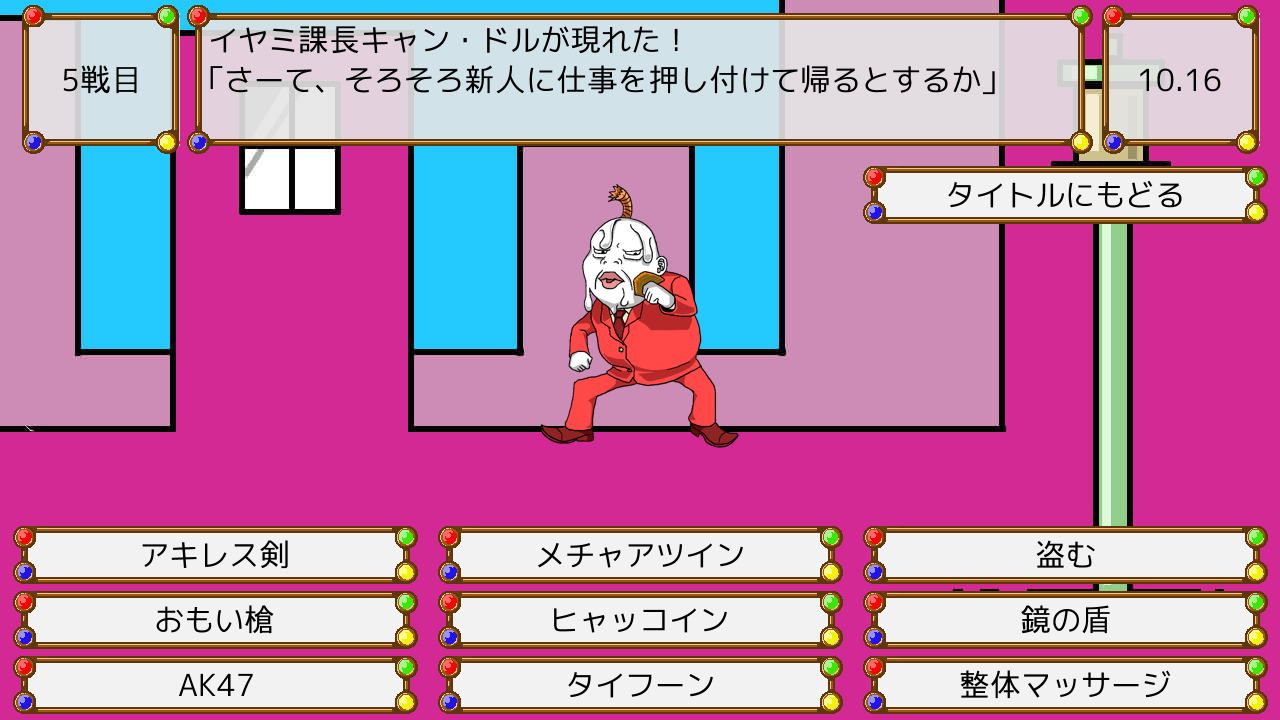 5戦目
イヤミ課長キャン・ドルが現れた！
「さーて、そろそろ新人に仕事を押し付けて帰るとするか」
10.16
タイトルにもどる
アキレス剣
メチャアツイン
盗む
おもい槍
ヒャッコイン
鏡の盾
AK47
タイフーン
整体マッサージ